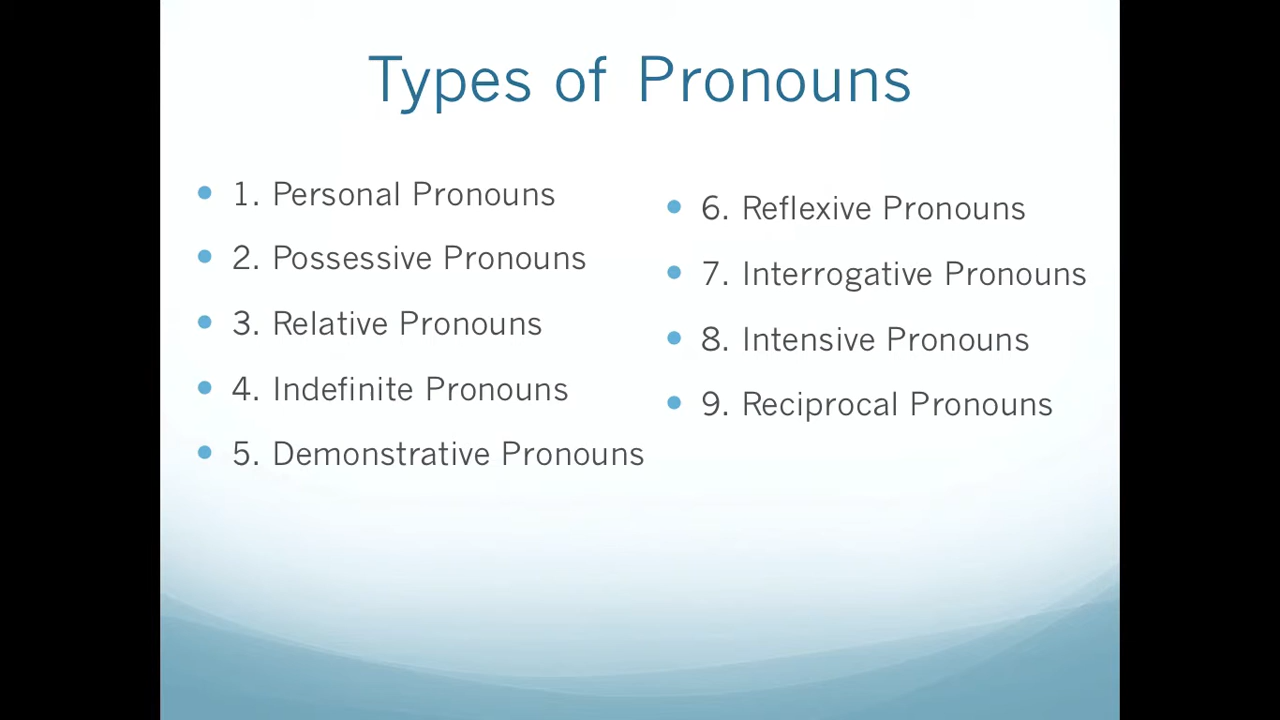 Types of Pronouns
1. Personal Pronouns
2. Possessive Pronouns
3. Relative Pronouns
4. Indefinite Pronouns
5. Demonstrative Pronouns
6. Reflexive Pronouns
7. Interrogative Pronouns
8. Intensive Pronouns
9. Reciprocal Pronouns